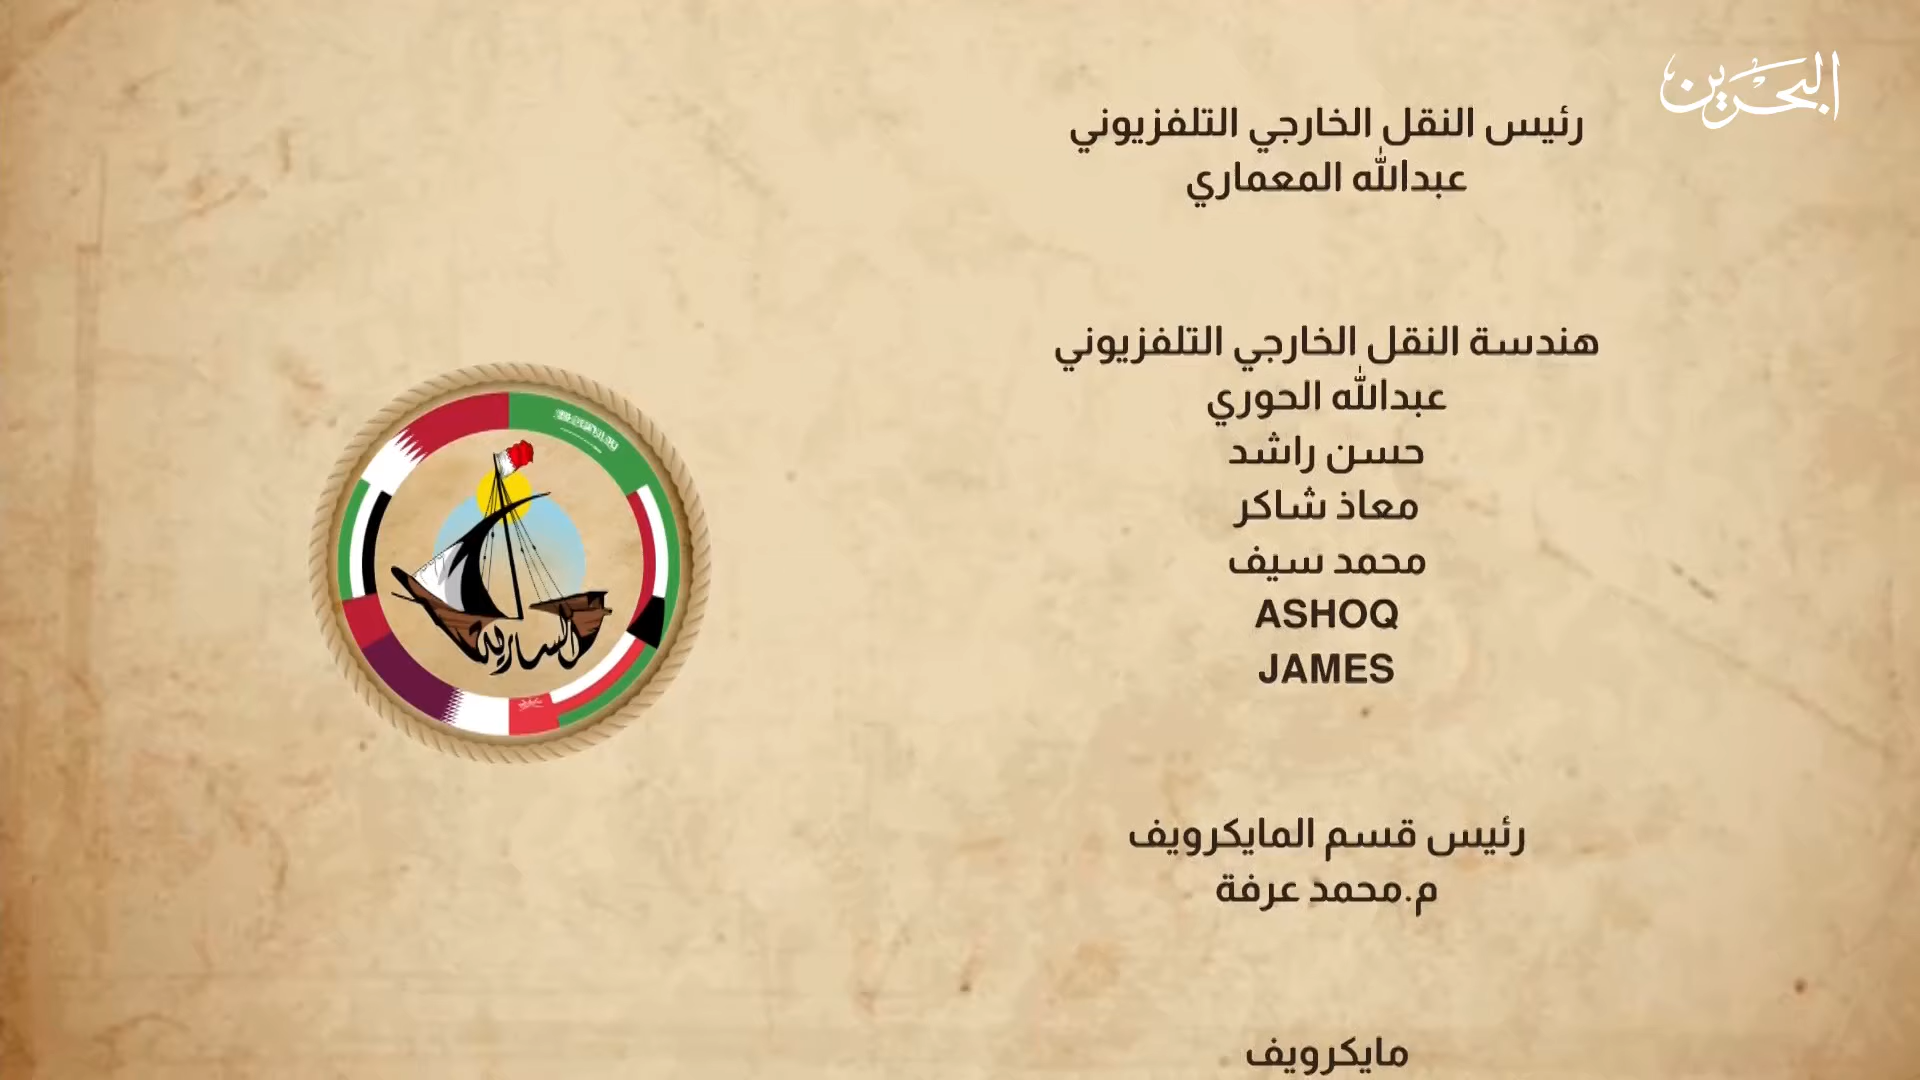 البحرين
رئيس النقل الخارجي التلفزيوني
عبدالله المعماري
هندسة النقل الخارجي التلفزيوني
عبدالله الحوري
حسن راشد
معاذ شاكر
محمد سيف
ASHOQ
JAMES
رئيس قسم المايكرويف
م.محمد عرفة
مايكرويف
السارية